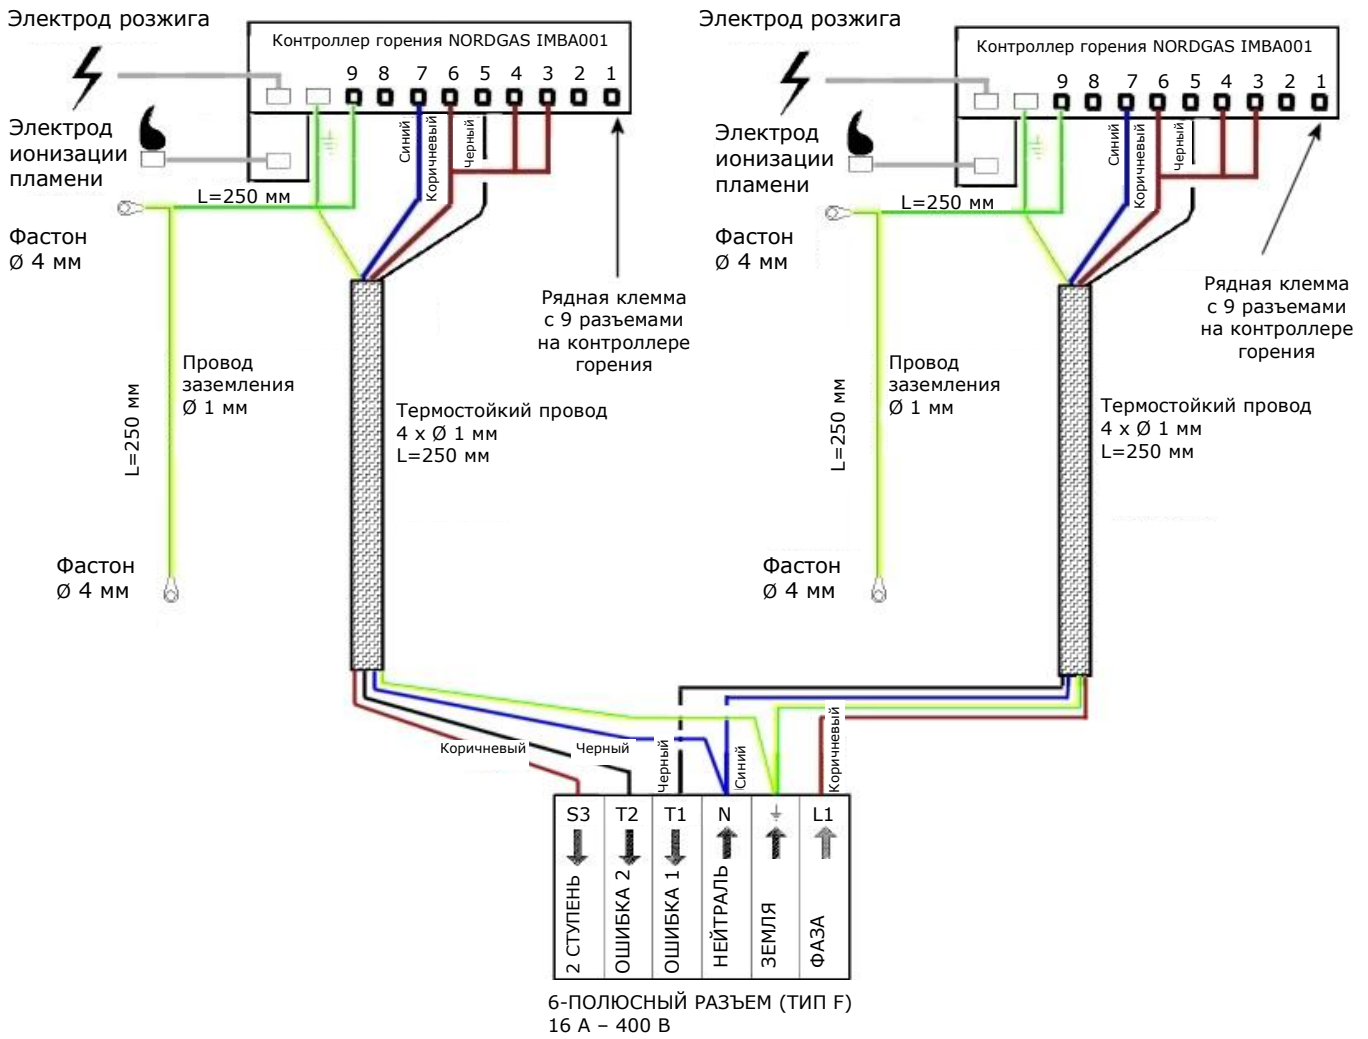 Электрод розжига
Контроллер горения NORDGAS IMBA001
9 8 7 6 5 4 3 2 1
Электрод
ионизации
пламени
Синий
Коричневый
Черный
L=250 мм
Фастон
Ø 4 мм
Рядная клемма
с 9 разъемами
на контроллере
горения
Провод
заземления
Ø 1 мм
L=250 мм
Термостойкий провод
4 x Ø 1 мм
L=250 мм
Фастон
Ø 4 мм
Электрод розжига
Контроллер горения NORDGAS IMBA001
9 8 7 6 5 4 3 2 1
Электрод
ионизации
пламени
Синий
Коричневый
Черный
L=250 мм
Фастон
Ø 4 мм
Рядная клемма
с 9 разъемами
на контроллере
горения
Провод
заземления
Ø 1 мм
L=250 мм
Термостойкий провод
4 x Ø 1 мм
L=250 мм
Фастон
Ø 4 мм
Коричневый
Черный
Черный
Синий
Коричневый
S3 T2 T1 N L1
2 СТУПЕНЬ
ОШИБКА 2
ОШИБКА 1
НЕЙТРАЛЬ
ЗЕМЛЯ
ФАЗА
6-ПОЛЮСНЫЙ РАЗЪЕМ (ТИП F)
16 А – 400 В